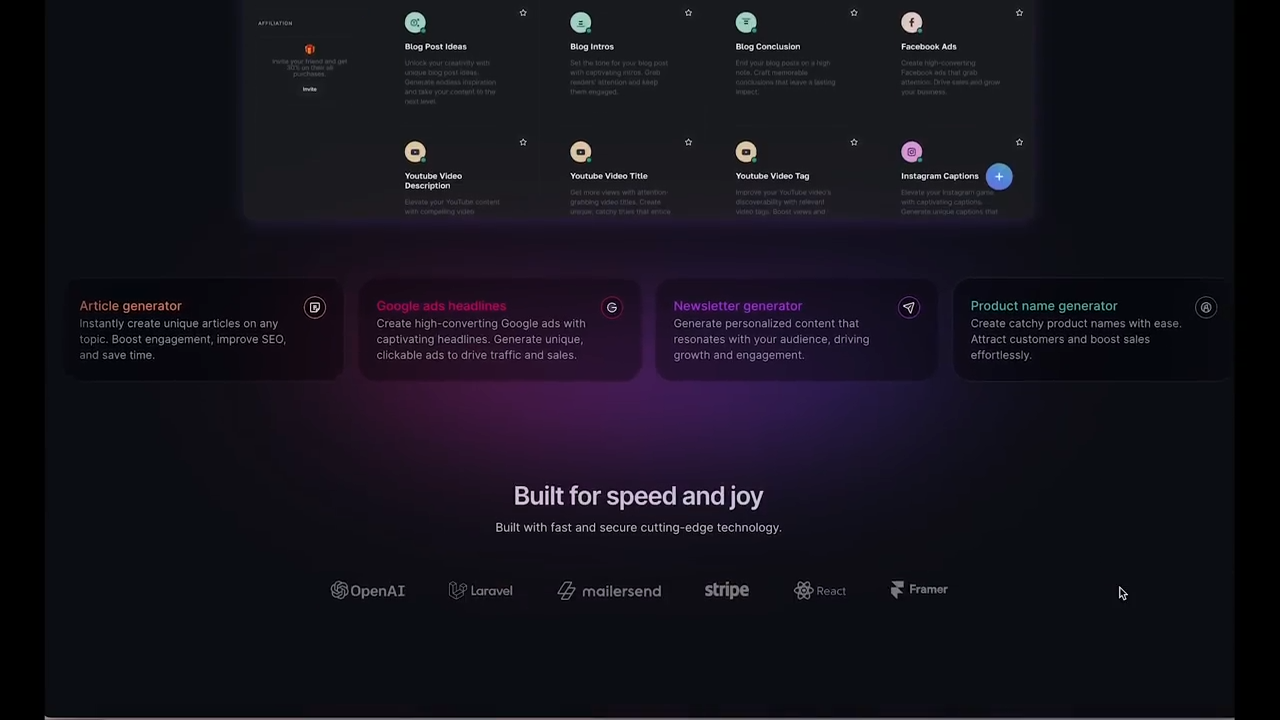 AFFILIATION
Invite your friend and get
on their
purchases.
Invite
Blog Post Ideas
Unlock your creativity with
unique blog post ideas.
Generate endless inspiration
and take your content to the
next level.
Blog Intros
Set the tone for your blog post
with captivating intros. Grab
readers' attention and keep
them engaged.
Blog Conclusion
End your blog posts on a high
note. Craft memorable
conclusions that leave a lasting
impact.
Facebook Ads
Create high-converting
Facebook ads that grab
attention. Drive sales and grow
your business.
Youtube Video
Description
Elevate your YouTube content
with compelling video
Youtube Video Title
Get more views with attention
grabbing video titles. Create
unique, catchy titles that entice
Youtube Video Tag
Improve your YouTube video's
discoverability with relevant
video tags. Boost views and
Instagram Captions
Elevate your Instagram game
with captivating captions.
Generate unique captions that
Article generator
Instantly create unique articles on any
topic. Boost engagement, improve SEO,
and save time.
Google ads headlines
Create high-converting Google ads with
captivating headlines. Generate unique,
clickable ads to drive traffic and sales.
Newsletter generator
Generate personalized content that
resonates with your audience, driving
growth and engagement.
Product name generator
Create catchy product names with ease.
Attract customers and boost sales
effortlessly.
Built for speed and joy
Built with fast and secure cutting-edge technology.
OpenAI
Laravel
mailersend
stripe
React
Framer